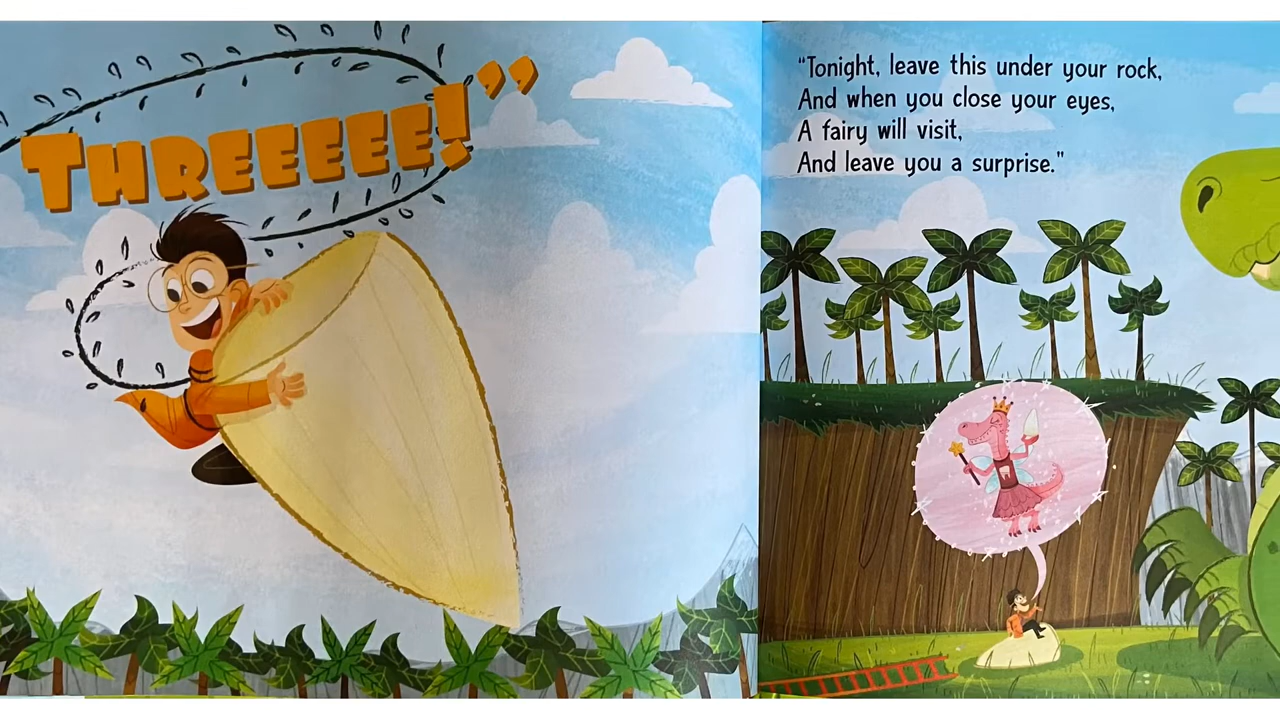 THREEEEE!”
“Tonight, leave this under your rock,
And when you close your eyes,
A fairy will visit,
And leave you a surprise."